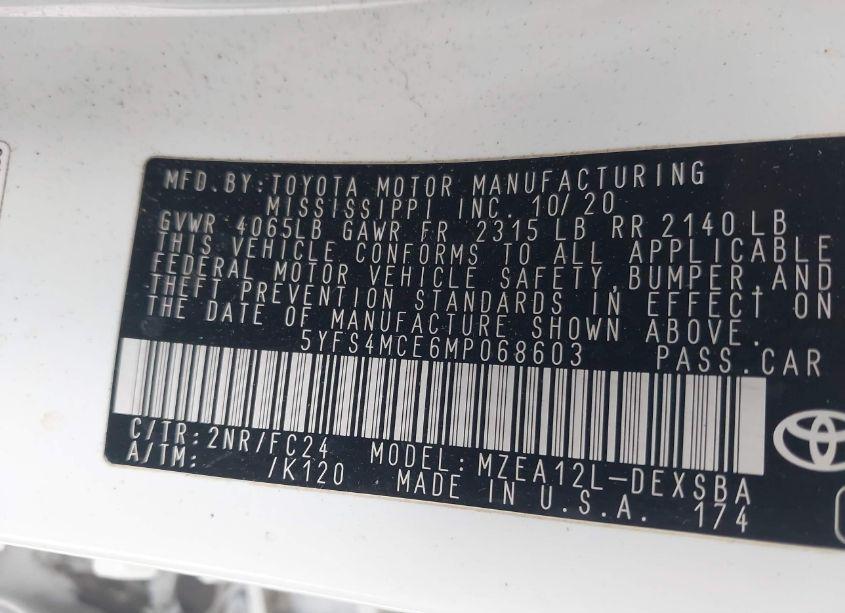 MFD. BY: TOYOTA MOTOR MANUFACTURING
MISSISSIPPI INC. 10/20
GVWR 4065LB GAWR FR 2315 LB RR 2140 LB
THIS VEHICLE CONFORMS TO ALL APPLICABLE
FEDERAL MOTOR VEHICLE SAFETY, BUMPER, AND
THEFT PREVENTION STANDARDS IN EFFECT ON
THE DATE OF MANUFACTURE SHOWN ABOVE.
5YFS4MCE6MP068603 PASS. CAR
C/TR: 2NR/FC24 MODEL: MZEA12L-DEXSBA
A/TM: /K120 MADE IN U.S.A. 174